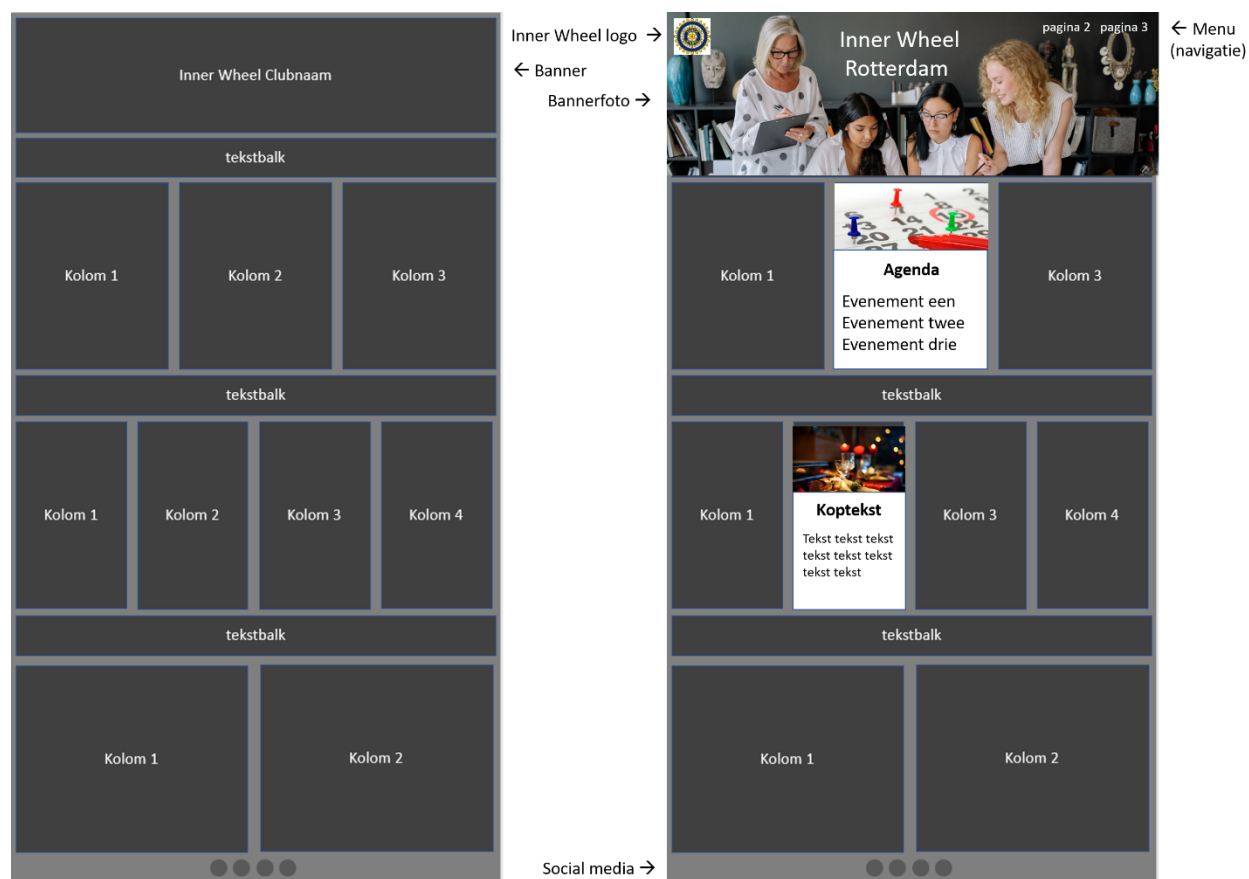 Inner Wheel Clubnaam
tekstbalk
Kolom 1 Kolom 2 Kolom 3
tekstbalk
Kolom 1 Kolom 2 Kolom 3 Kolom 4
tekstbalk
Kolom 1 Kolom 2
Inner Wheel logo →
← Banner
Bannerfoto →
Social media →
Inner Wheel
Rotterdam
pagina 2 pagina 3
← Menu
(navigatie)
Kolom 1
Agenda
Evenement een
Evenement twee
Evenement drie
Kolom 3
tekstbalk
Kolom 1
Koptekst
Tekst tekst tekst
tekst tekst tekst
tekst tekst
Kolom 3 Kolom 4
tekstbalk
Kolom 1 Kolom 2